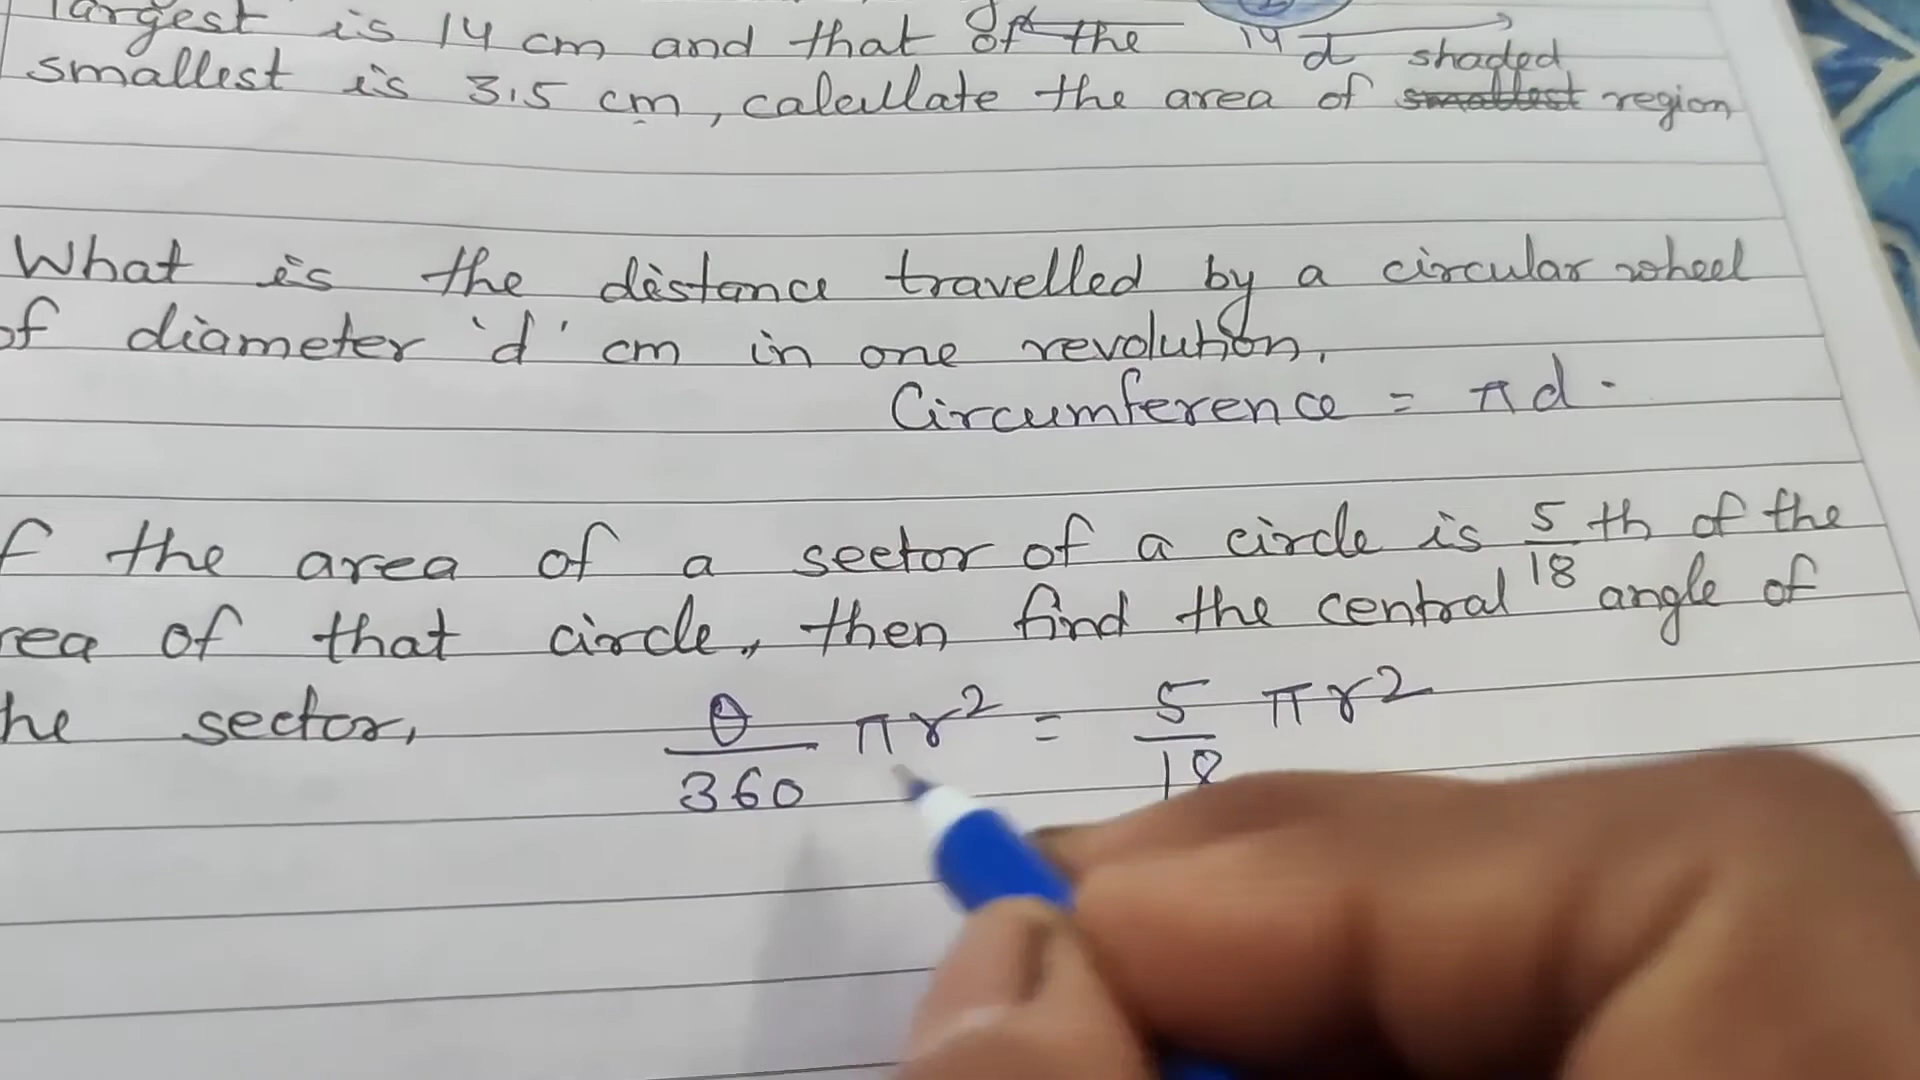 largest is 14 cm and that of the
14
d shaded
smallest is 3.5 cm, calculate the area of smallest region
What is the distance travelled by a circular wheel
of diameter 'd' cm in one revolution.
Circumference = πd.
f the area of a sector of a circle is 5/18 th of the
rea of that circle, then find the central angle of
he sector.
θ/360 πr² = 5/18 πr²